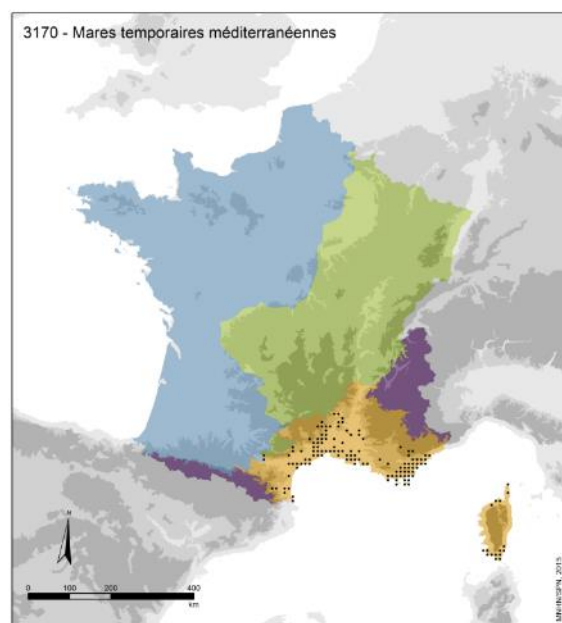 3170 - Mares temporaires méditerranéennes
N
0 100 200 400
km
MNHN/SPN, 2015